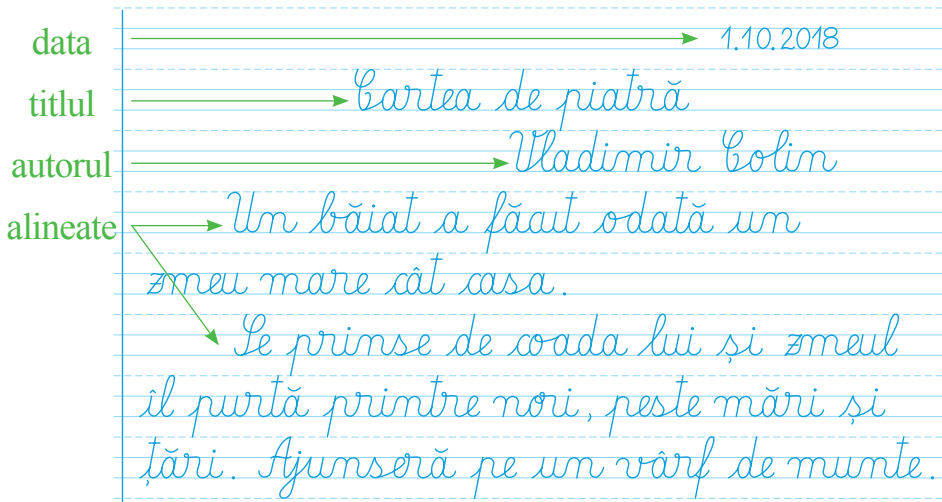 data 1.10.2018
titlul Cartea de piatră
autorul Vladimir Colin
alineate Un băiat a făcut odată un
zmeu mare cât casa.
Se prinse de coada lui și zmeul
îl purtă printre nori, peste mări și
țări. Ajunseră pe un vârf de munte.